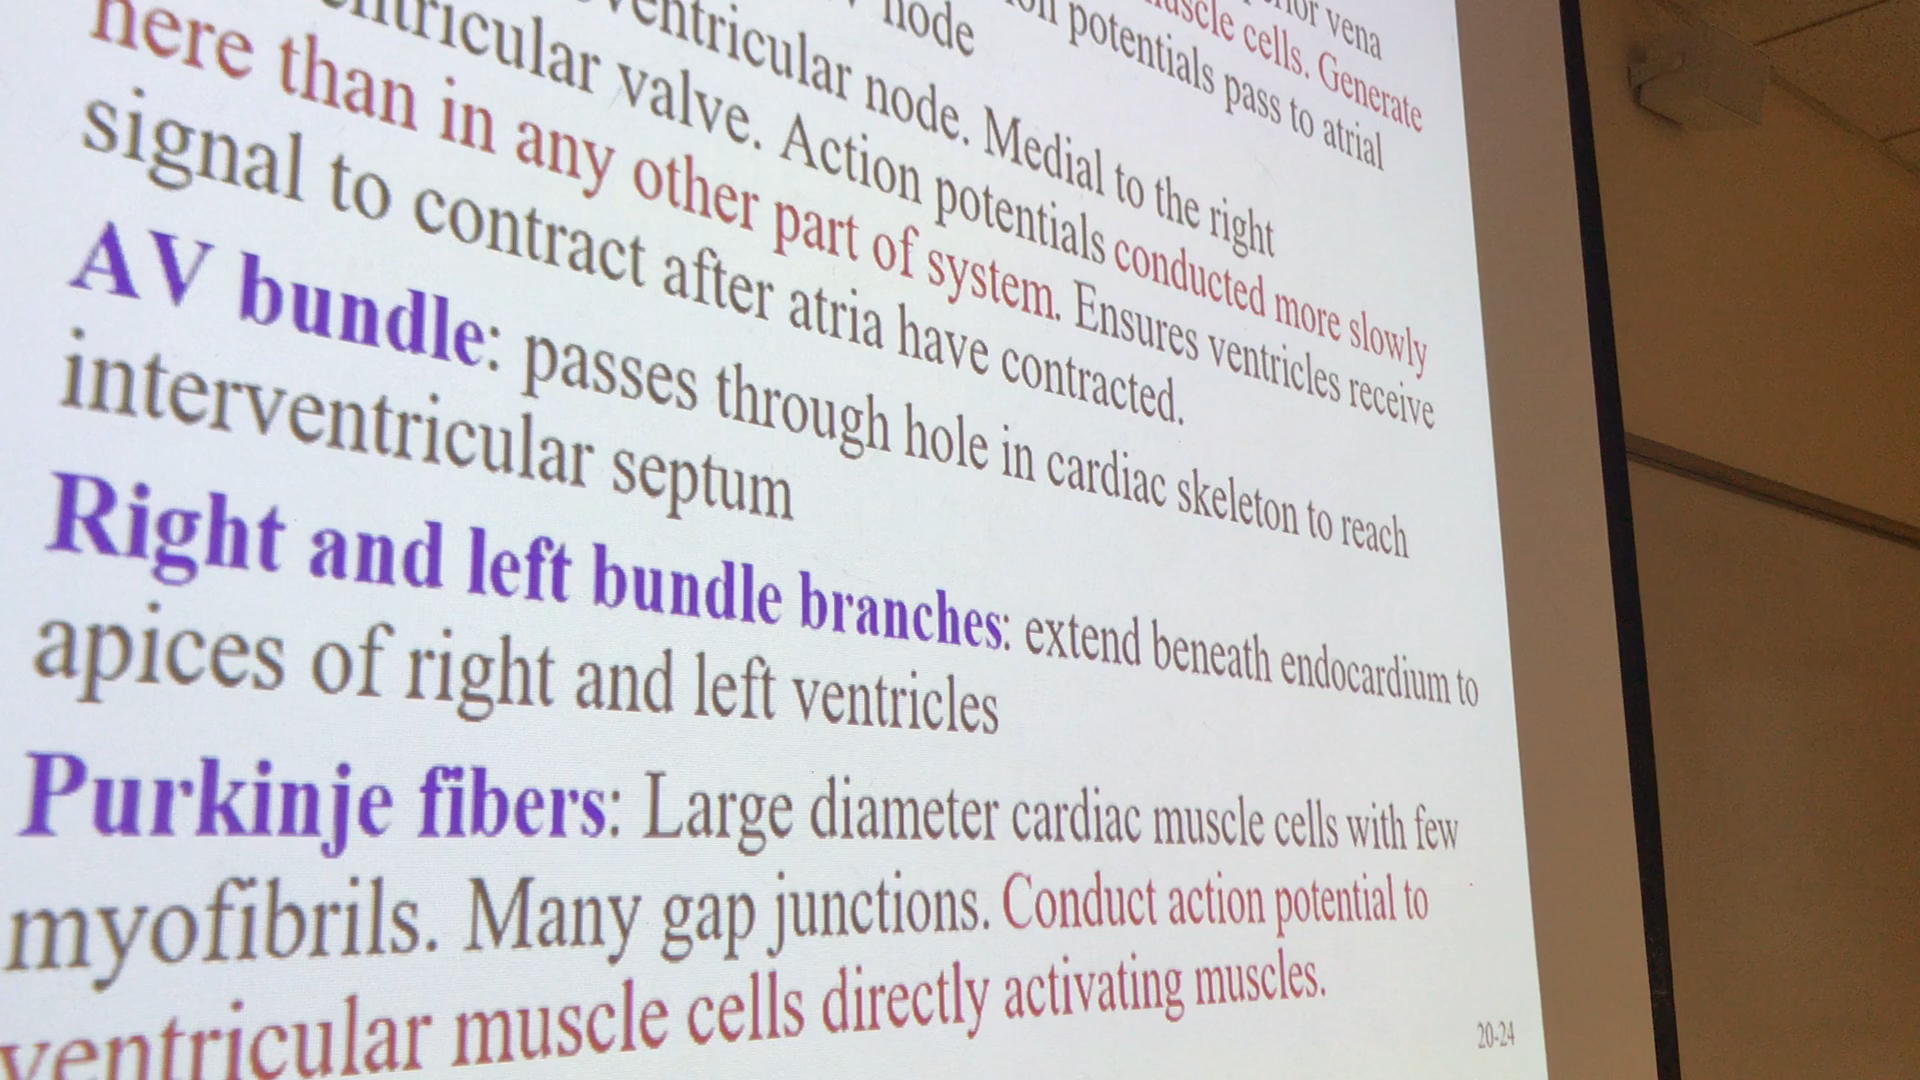 vena
muscle cells. Generate
potentials pass to atrial
node
node. Medial to the right
valve. Action potentials conducted more slowly
here than in any other part of system. Ensures ventricles receive
signal to contract after atria have contracted.
AV bundle: passes through hole in cardiac skeleton to reach
interventricular septum
Right and left bundle branches: extend beneath endocardium to
apices of right and left ventricles
Purkinje fibers: Large diameter cardiac muscle cells with few
myofibrils. Many gap junctions. Conduct action potential to
ventricular muscle cells directly activating muscles.
20-24